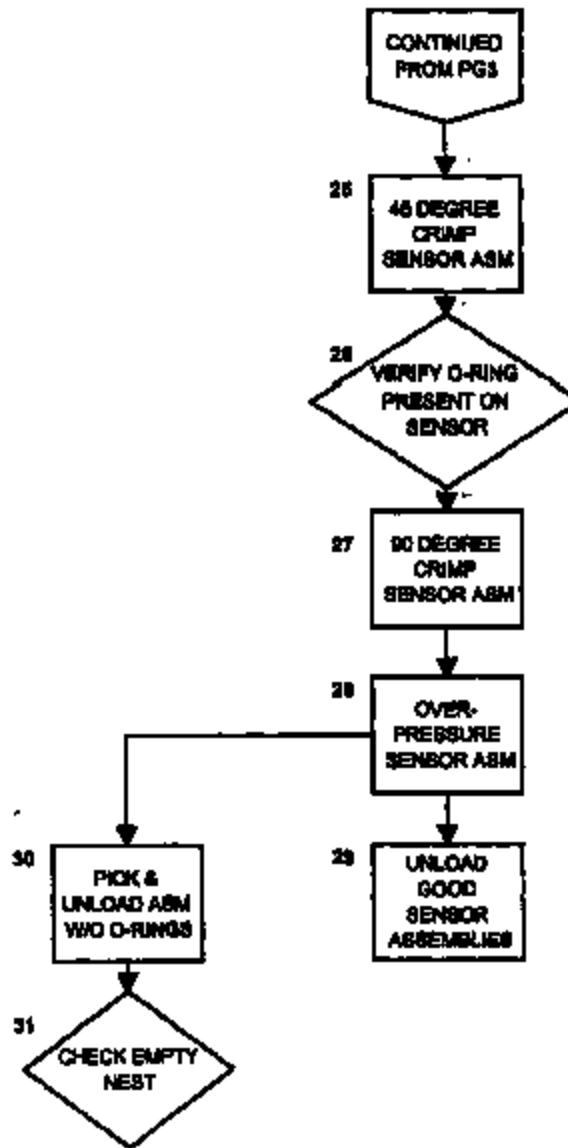 CONTINUED
FROM PG3
25
45 DEGREE
CRIMP
SENSOR ASM
26
VERIFY O-RING
PRESENT ON
SENSOR
27
90 DEGREE
CRIMP
SENSOR ASM
28
OVER-
PRESSURE
SENSOR ASM
30
PICK &
UNLOAD ASM
W/O O-RINGS
29
UNLOAD
GOOD
SENSOR
ASSEMBLIES
31
CHECK EMPTY
NEST